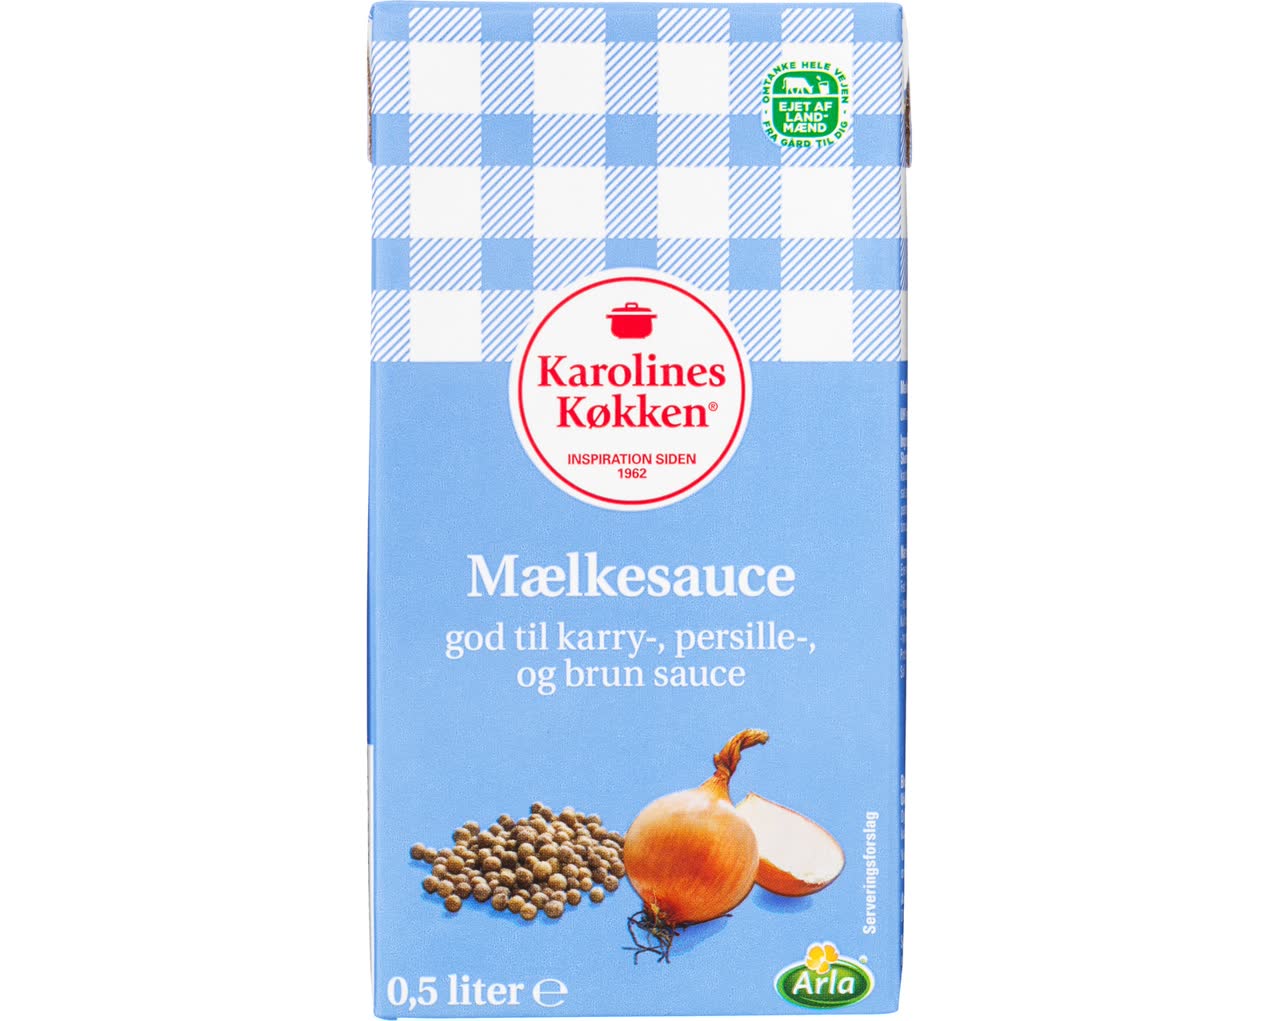 OMTANKE HELE VEJEN
EJET AF
LAND-
MÆND
FRA GÅRD TIL DIG
Karolines
Køkken®
INSPIRATION SIDEN
1962
Mælkesauce
god til karry-, persille-,
og brun sauce
Serveringsforslag
0,5 liter ℮
Arla®